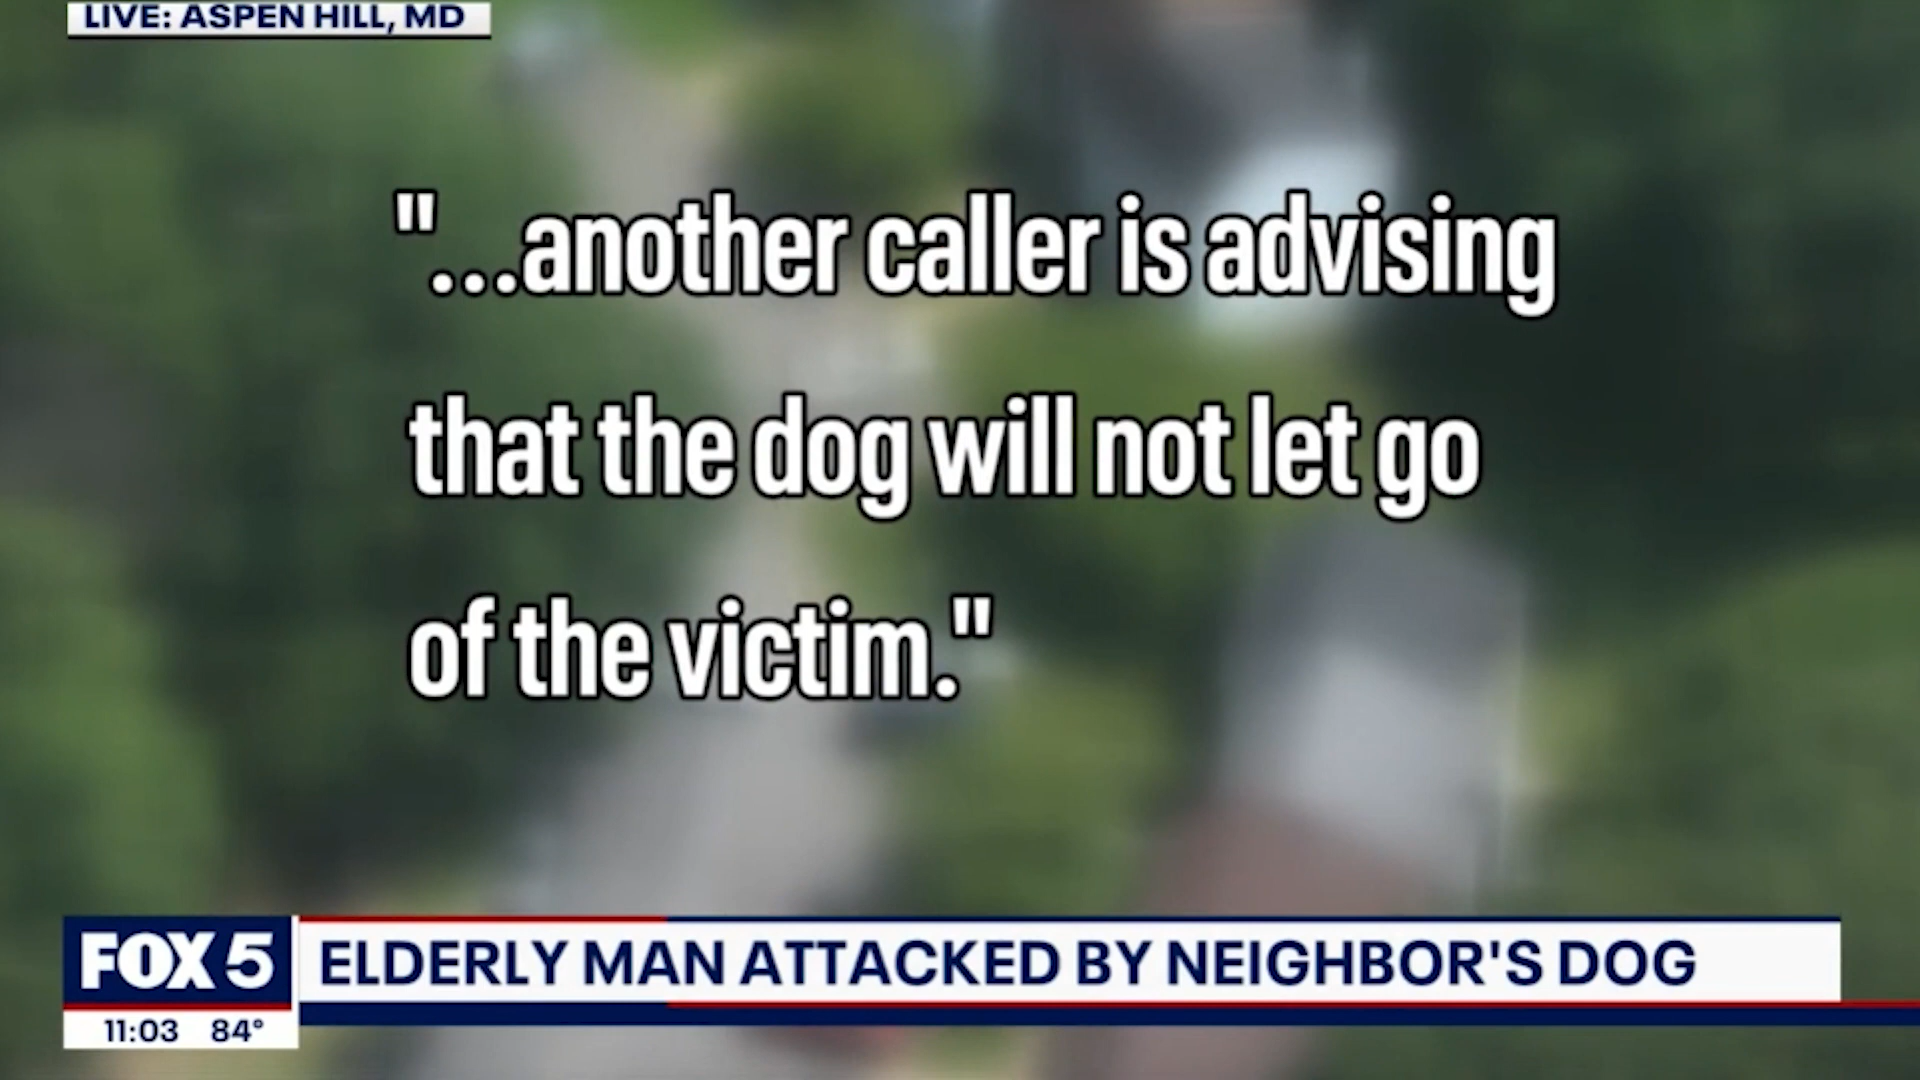 LIVE: ASPEN HILL, MD
"...another caller is advising
that the dog will not let go
of the victim."
FOX 5
ELDERLY MAN ATTACKED BY NEIGHBOR'S DOG
11:03 84°